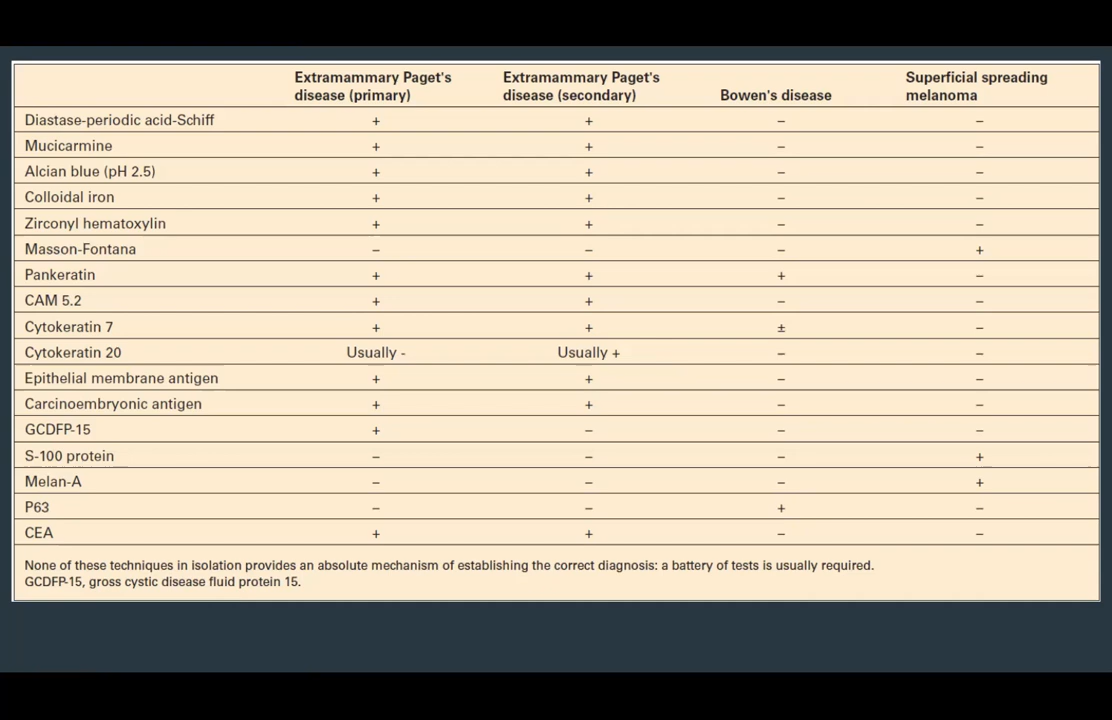 Extramammary Paget's disease (primary) Extramammary Paget's disease (secondary) Bowen's disease Superficial spreading melanoma
Diastase-periodic acid-Schiff + + – –
Mucicarmine + + – –
Alcian blue (pH 2.5) + + – –
Colloidal iron + + – –
Zirconyl hematoxylin + + – –
Masson-Fontana – – – +
Pankeratin + + + –
CAM 5.2 + + – –
Cytokeratin 7 + + ± –
Cytokeratin 20 Usually - Usually + – –
Epithelial membrane antigen + + – –
Carcinoembryonic antigen + + – –
GCDFP-15 + – – –
S-100 protein – – – +
Melan-A – – – +
P63 – – + –
CEA + + – –
None of these techniques in isolation provides an absolute mechanism of establishing the correct diagnosis: a battery of tests is usually required.
GCDFP-15, gross cystic disease fluid protein 15.